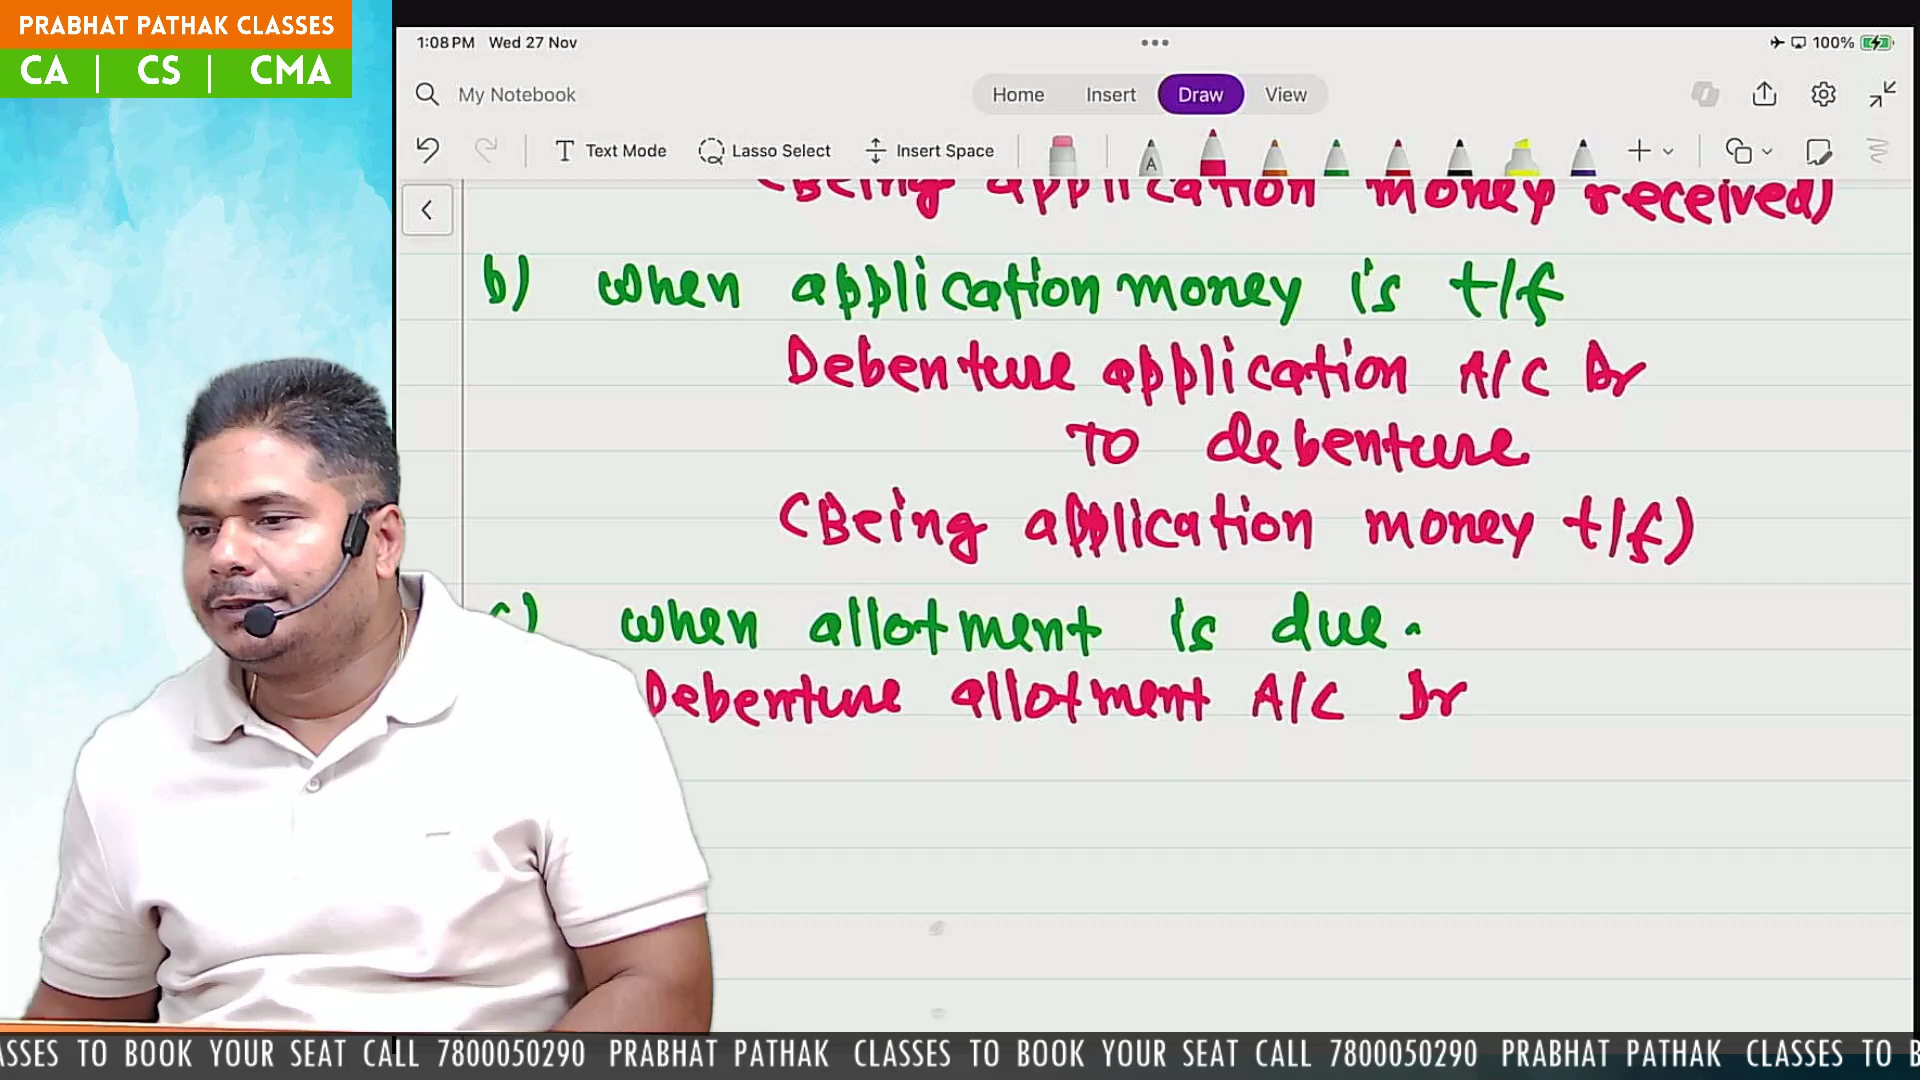 PRABHAT PATHAK CLASSES
CA | CS | CMA
1:08 PM Wed 27 Nov
100%
My Notebook
Home Insert Draw View
Text Mode Lasso Select Insert Space
A
(Being application money received)
b) when application money is t/f
Debenture application A/C Dr
To debenture
(Being application money t/f)
c) when allotment is due.
Debenture allotment A/C Dr
ASSES TO BOOK YOUR SEAT CALL 7800050290 PRABHAT PATHAK CLASSES TO BOOK YOUR SEAT CALL 7800050290 PRABHAT PATHAK CLASSES TO B